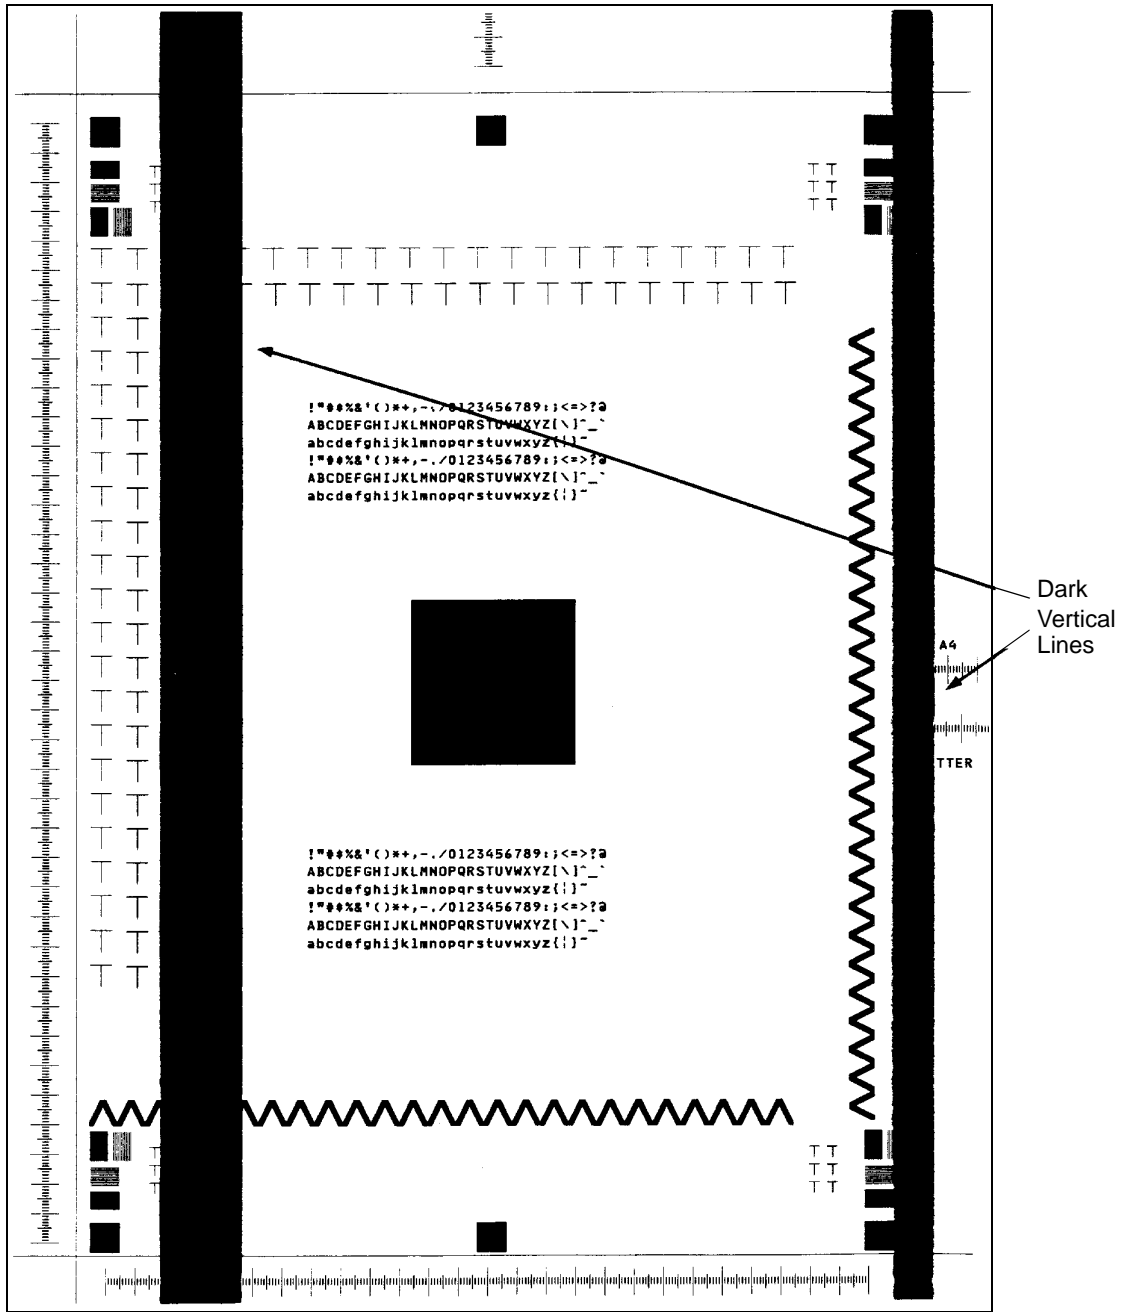 T T
T T T
T T
T T
T T T
T T
T T T T T T T T T T T T T T T T T T
T T T T T T T T T T T T T T T T T T
T T
T T
T T
!"##%&'()*+,-./0123456789:;<=>?@
ABCDEFGHIJKLMNOPQRSTUVWXYZ[\]^_`
abcdefghijklmnopqrstuvwxyz{¦}~
!"##%&'()*+,-./0123456789:;<=>?@
ABCDEFGHIJKLMNOPQRSTUVWXYZ[\]^_`
abcdefghijklmnopqrstuvwxyz{¦}~
Dark
Vertical
Lines
A4
TTER
!"##%&'()*+,-./0123456789:;<=>?@
ABCDEFGHIJKLMNOPQRSTUVWXYZ[\]^_`
abcdefghijklmnopqrstuvwxyz{¦}~
!"##%&'()*+,-./0123456789:;<=>?@
ABCDEFGHIJKLMNOPQRSTUVWXYZ[\]^_`
abcdefghijklmnopqrstuvwxyz{¦}~